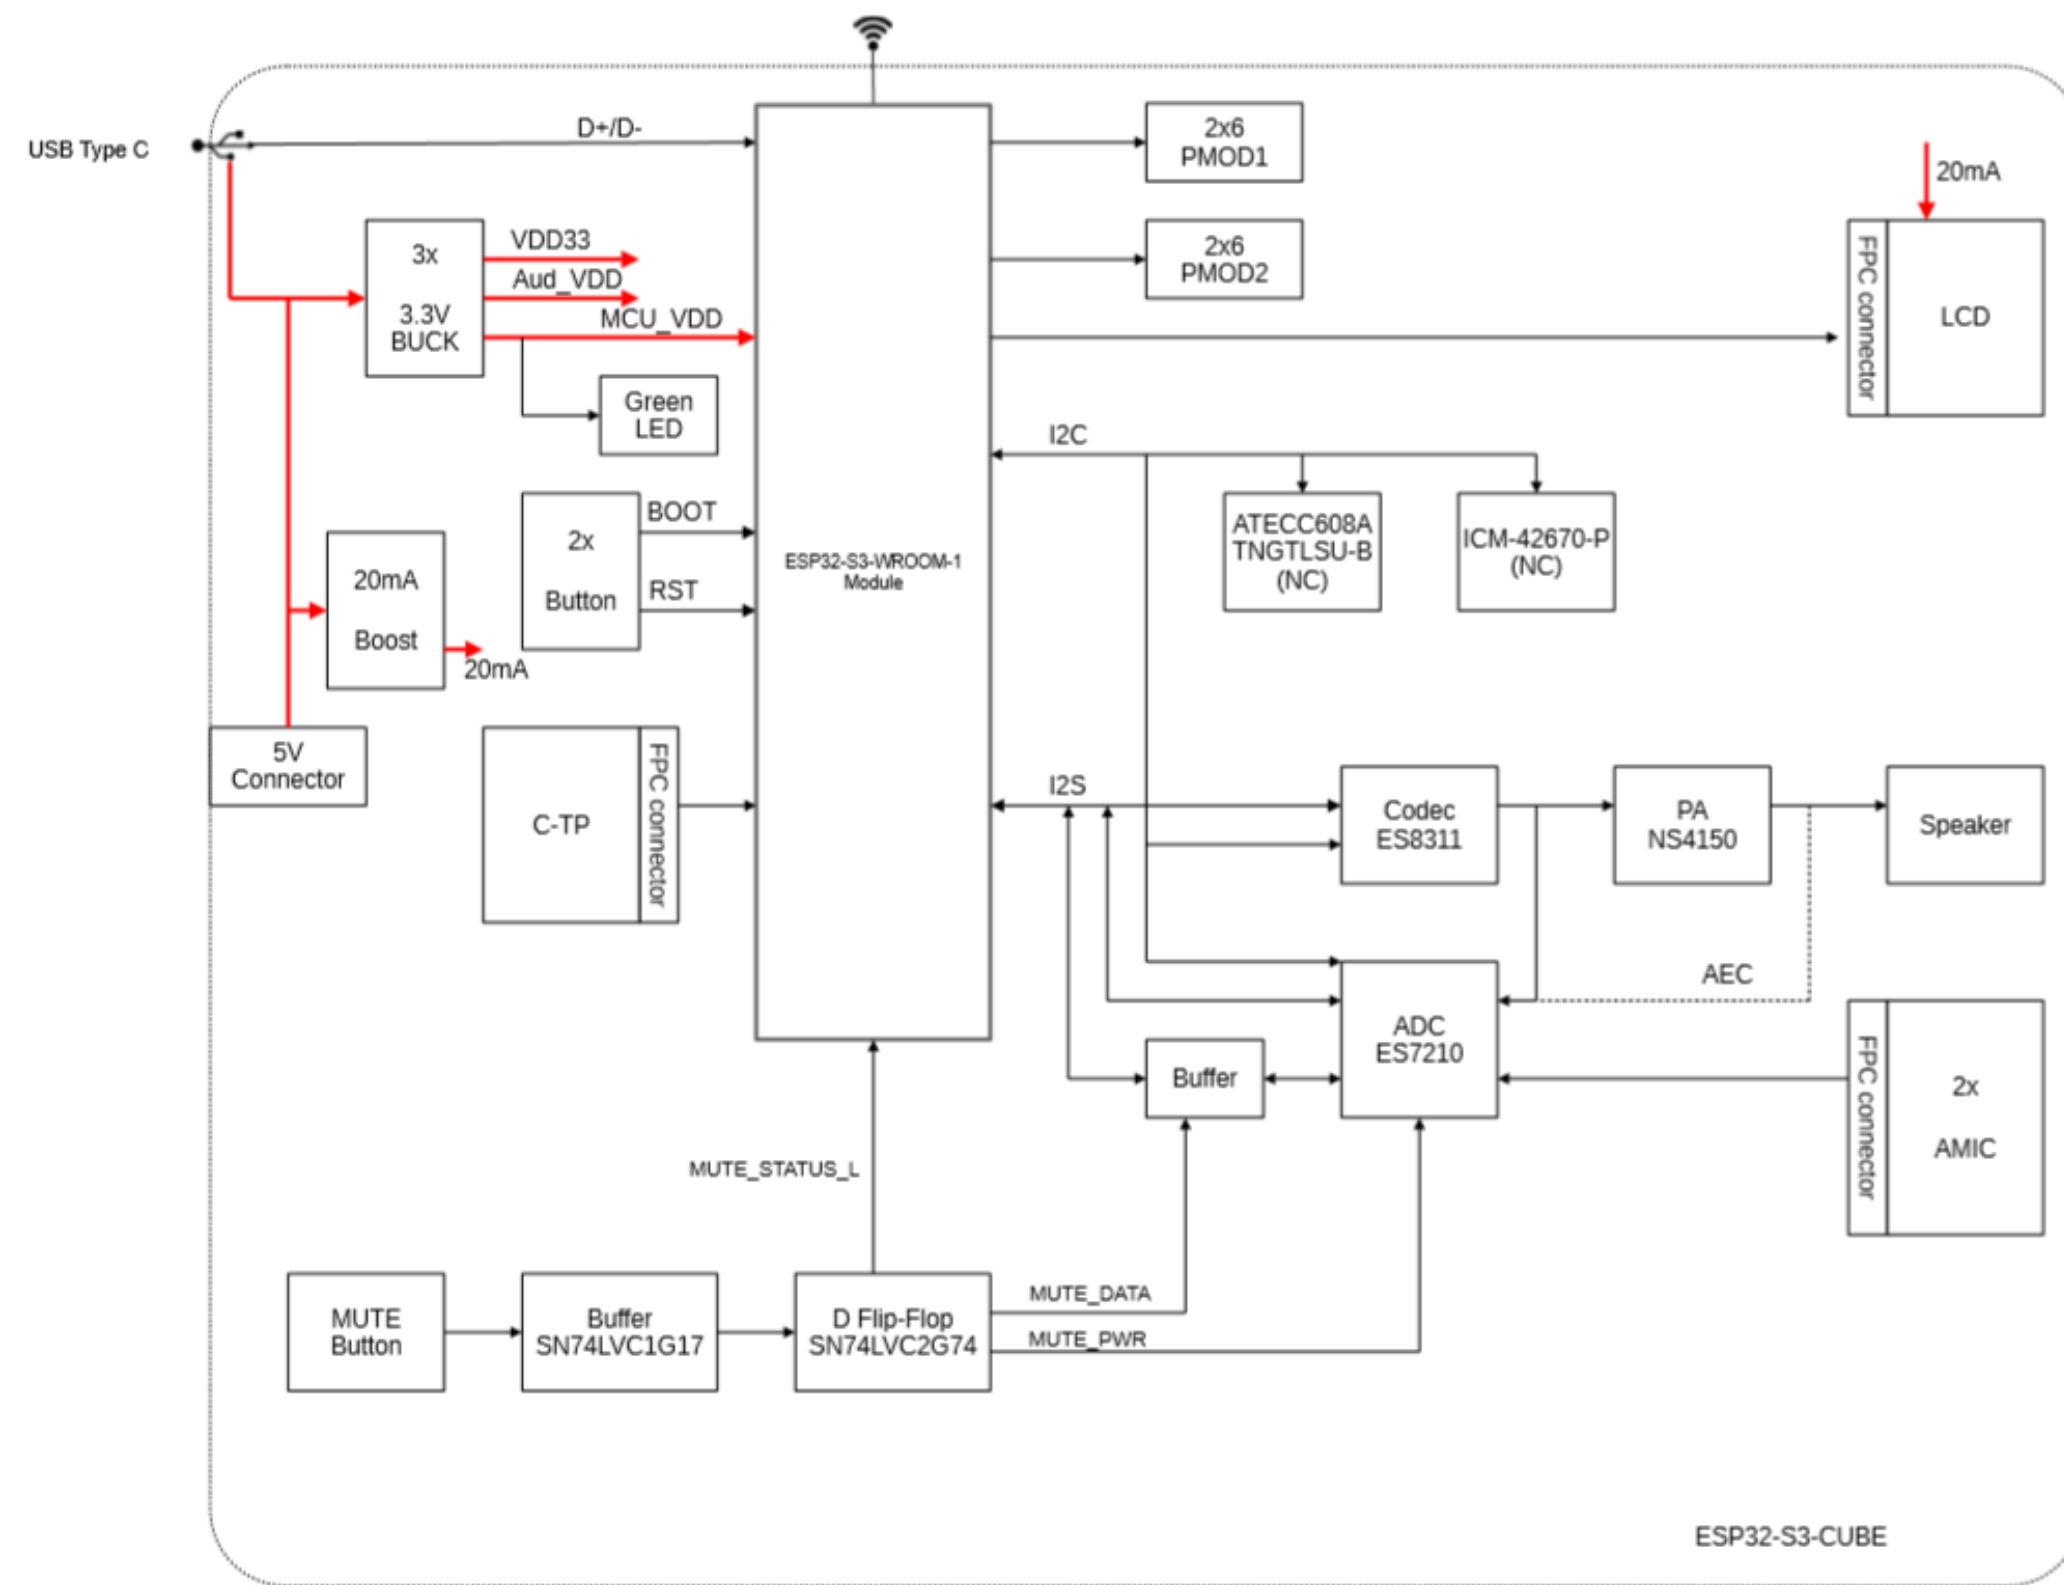 USB Type C
D+/D-
2x6
PMOD1
20mA
3x
3.3V
BUCK
VDD33
Aud_VDD
MCU_VDD
2x6
PMOD2
FPC connector
LCD
Green
LED
I2C
2x
Button
BOOT
RST
ESP32-S3-WROOM-1
Module
ATECC608A
TNGTLSU-B
(NC)
ICM-42670-P
(NC)
20mA
Boost
20mA
5V
Connector
C-TP
FPC connector
I2S
Codec
ES8311
PA
NS4150
Speaker
AEC
ADC
ES7210
Buffer
FPC connector
2x
AMIC
MUTE_STATUS_L
MUTE
Button
Buffer
SN74LVC1G17
D Flip-Flop
SN74LVC2G74
MUTE_DATA
MUTE_PWR
ESP32-S3-CUBE